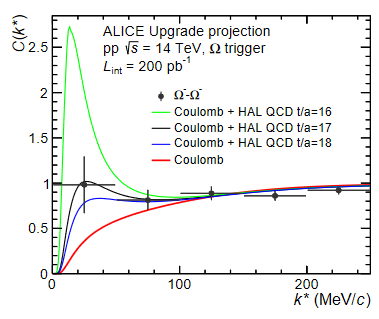 C(k*)
ALICE Upgrade projection
pp √s = 14 TeV, Ω trigger
Lint = 200 pb-1
Ω--Ω-
Coulomb + HAL QCD t/a=16
Coulomb + HAL QCD t/a=17
Coulomb + HAL QCD t/a=18
Coulomb
2.5
2
1.5
1
0.5
0
0 100 200
k* (MeV/c)